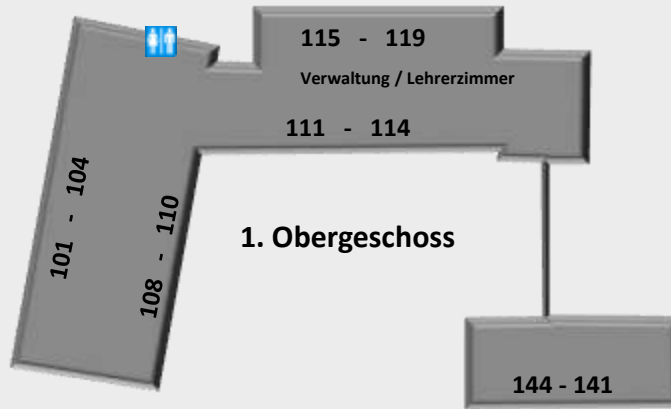 115 - 119
Verwaltung / Lehrerzimmer
111 - 114
101 - 104
108 - 110
1. Obergeschoss
144 - 141